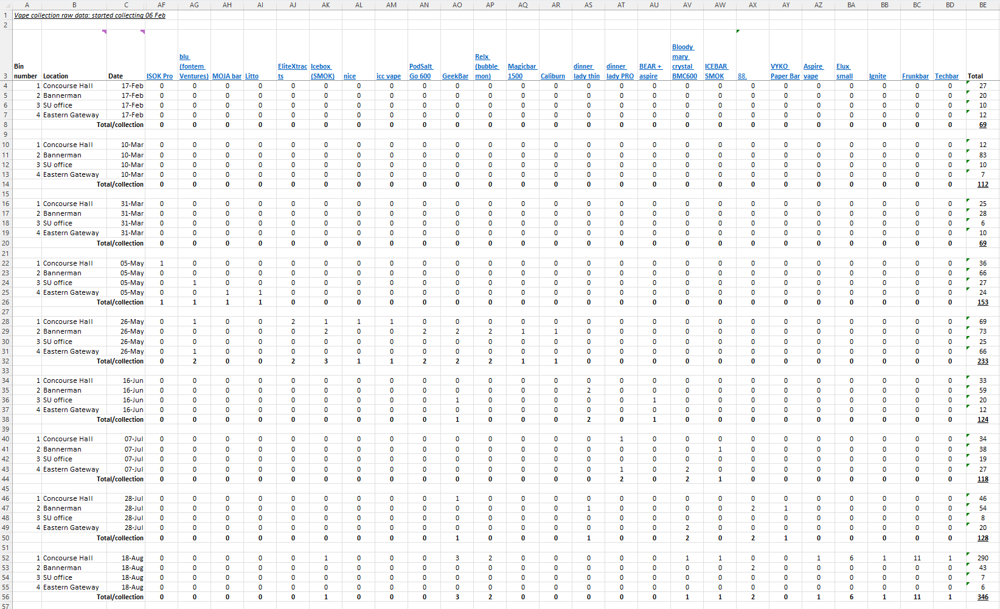 A B C AF AG AH AI AJ AK AL AM AN AO AP AQ AR AS AT AU AV AW AX AY AZ BA BB BC BD BE
1 Vape collection raw data: started collecting 06 Feb
2
3 Bin number Location Date ISOK Pro blu (fontem Ventures) MOJA bar Litto EliteXtracts Icebox (SMOK) nice icc vape PodSalt Go 600 GeekBar Relx (bubble mon) Magicbar 1500 Caliburn dinner lady thin dinner lady PRO BEAR + aspire Bloody mary crystal BMC600 ICEBAR SMOK 88. VYKO Paper Bar Aspire vape Elux small Ignite Frunkbar Techbar Total
4 1 Concourse Hall 17-Feb 0 0 0 0 0 0 0 0 0 0 0 0 0 0 0 0 0 0 0 0 0 0 0 0 0 27
5 2 Bannerman 17-Feb 0 0 0 0 0 0 0 0 0 0 0 0 0 0 0 0 0 0 0 0 0 0 0 0 0 20
6 3 SU office 17-Feb 0 0 0 0 0 0 0 0 0 0 0 0 0 0 0 0 0 0 0 0 0 0 0 0 0 10
7 4 Eastern Gateway 17-Feb 0 0 0 0 0 0 0 0 0 0 0 0 0 0 0 0 0 0 0 0 0 0 0 0 0 12
8 Total/collection 0 0 0 0 0 0 0 0 0 0 0 0 0 0 0 0 0 0 0 0 0 0 0 0 0 69
9
10 1 Concourse Hall 10-Mar 0 0 0 0 0 0 0 0 0 0 0 0 0 0 0 0 0 0 0 0 0 0 0 0 0 12
11 2 Bannerman 10-Mar 0 0 0 0 0 0 0 0 0 0 0 0 0 0 0 0 0 0 0 0 0 0 0 0 0 83
12 3 SU office 10-Mar 0 0 0 0 0 0 0 0 0 0 0 0 0 0 0 0 0 0 0 0 0 0 0 0 0 10
13 4 Eastern Gateway 10-Mar 0 0 0 0 0 0 0 0 0 0 0 0 0 0 0 0 0 0 0 0 0 0 0 0 0 7
14 Total/collection 0 0 0 0 0 0 0 0 0 0 0 0 0 0 0 0 0 0 0 0 0 0 0 0 0 112
15
16 1 Concourse Hall 31-Mar 0 0 0 0 0 0 0 0 0 0 0 0 0 0 0 0 0 0 0 0 0 0 0 0 0 25
17 2 Bannerman 31-Mar 0 0 0 0 0 0 0 0 0 0 0 0 0 0 0 0 0 0 0 0 0 0 0 0 0 28
18 3 SU office 31-Mar 0 0 0 0 0 0 0 0 0 0 0 0 0 0 0 0 0 0 0 0 0 0 0 0 0 6
19 4 Eastern Gateway 31-Mar 0 0 0 0 0 0 0 0 0 0 0 0 0 0 0 0 0 0 0 0 0 0 0 0 0 10
20 Total/collection 0 0 0 0 0 0 0 0 0 0 0 0 0 0 0 0 0 0 0 0 0 0 0 0 0 69
21
22 1 Concourse Hall 05-May 1 0 0 0 0 0 0 0 0 0 0 0 0 0 0 0 0 0 0 0 0 0 0 0 0 36
23 2 Bannerman 05-May 0 0 0 0 0 0 0 0 0 0 0 0 0 0 0 0 0 0 0 0 0 0 0 0 0 66
24 3 SU office 05-May 0 1 0 0 0 0 0 0 0 0 0 0 0 0 0 0 0 0 0 0 0 0 0 0 0 27
25 4 Eastern Gateway 05-May 0 0 1 1 0 0 0 0 0 0 0 0 0 0 0 0 0 0 0 0 0 0 0 0 0 24
26 Total/collection 1 1 1 1 0 0 0 0 0 0 0 0 0 0 0 0 0 0 0 0 0 0 0 0 0 153
27
28 1 Concourse Hall 26-May 0 1 0 0 2 1 1 1 0 0 0 0 0 0 0 0 0 0 0 0 0 0 0 0 0 69
29 2 Bannerman 26-May 0 0 0 0 0 2 0 0 2 2 2 1 1 0 0 0 0 0 0 0 0 0 0 0 0 73
30 3 SU office 26-May 0 0 0 0 0 0 0 0 0 0 0 0 0 0 0 0 0 0 0 0 0 0 0 0 0 25
31 4 Eastern Gateway 26-May 0 1 0 0 0 0 0 0 0 0 0 0 0 0 0 0 0 0 0 0 0 0 0 0 0 66
32 Total/collection 0 2 0 0 2 3 1 1 2 2 2 1 1 0 0 0 0 0 0 0 0 0 0 0 0 233
33
34 1 Concourse Hall 16-Jun 0 0 0 0 0 0 0 0 0 0 0 0 0 0 0 0 0 0 0 0 0 0 0 0 0 33
35 2 Bannerman 16-Jun 0 0 0 0 0 0 0 0 0 0 0 0 0 2 0 0 0 0 0 0 0 0 0 0 0 59
36 3 SU office 16-Jun 0 0 0 0 0 0 0 0 0 1 0 0 0 0 0 1 0 0 0 0 0 0 0 0 0 20
37 4 Eastern Gateway 16-Jun 0 0 0 0 0 0 0 0 0 0 0 0 0 0 0 0 0 0 0 0 0 0 0 0 0 12
38 Total/collection 0 0 0 0 0 0 0 0 0 1 0 0 0 2 0 1 0 0 0 0 0 0 0 0 0 124
39
40 1 Concourse Hall 07-Jul 0 0 0 0 0 0 0 0 0 0 0 0 0 0 1 0 0 0 0 0 0 0 0 0 0 34
41 2 Bannerman 07-Jul 0 0 0 0 0 0 0 0 0 0 0 0 0 0 0 0 0 1 0 0 0 0 0 0 0 38
42 3 SU office 07-Jul 0 0 0 0 0 0 0 0 0 0 0 0 0 0 0 0 0 0 0 0 0 0 0 0 0 19
43 4 Eastern Gateway 07-Jul 0 0 0 0 0 0 0 0 0 0 0 0 0 0 1 0 2 0 0 0 0 0 0 0 0 27
44 Total/collection 0 0 0 0 0 0 0 0 0 0 0 0 0 0 2 0 2 1 0 0 0 0 0 0 0 118
45
46 1 Concourse Hall 28-Jul 0 0 0 0 0 0 0 0 0 1 0 0 0 0 0 0 0 0 0 0 0 0 0 0 0 46
47 2 Bannerman 28-Jul 0 0 0 0 0 0 0 0 0 0 0 0 0 1 0 0 0 0 2 1 0 0 0 0 0 54
48 3 SU office 28-Jul 0 0 0 0 0 0 0 0 0 0 0 0 0 0 0 0 0 0 0 0 0 0 0 0 0 8
49 4 Eastern Gateway 28-Jul 0 0 0 0 0 0 0 0 0 0 0 0 0 0 0 0 2 0 0 0 0 0 0 0 0 20
50 Total/collection 0 0 0 0 0 0 0 0 0 1 0 0 0 1 0 0 2 0 2 1 0 0 0 0 0 128
51
52 1 Concourse Hall 18-Aug 0 0 0 0 0 1 0 0 0 3 2 0 0 0 0 0 1 1 0 0 1 6 1 11 1 290
53 2 Bannerman 18-Aug 0 0 0 0 0 0 0 0 0 0 0 0 0 0 0 0 0 0 2 0 0 0 0 0 0 43
54 3 SU office 18-Aug 0 0 0 0 0 0 0 0 0 0 0 0 0 0 0 0 0 0 0 0 0 0 0 0 0 7
55 4 Eastern Gateway 18-Aug 0 0 0 0 0 0 0 0 0 0 0 0 0 0 0 0 0 0 0 0 0 0 0 0 0 6
56 Total/collection 0 0 0 0 0 1 0 0 0 3 2 0 0 0 0 0 1 1 2 0 1 6 1 11 1 346
57